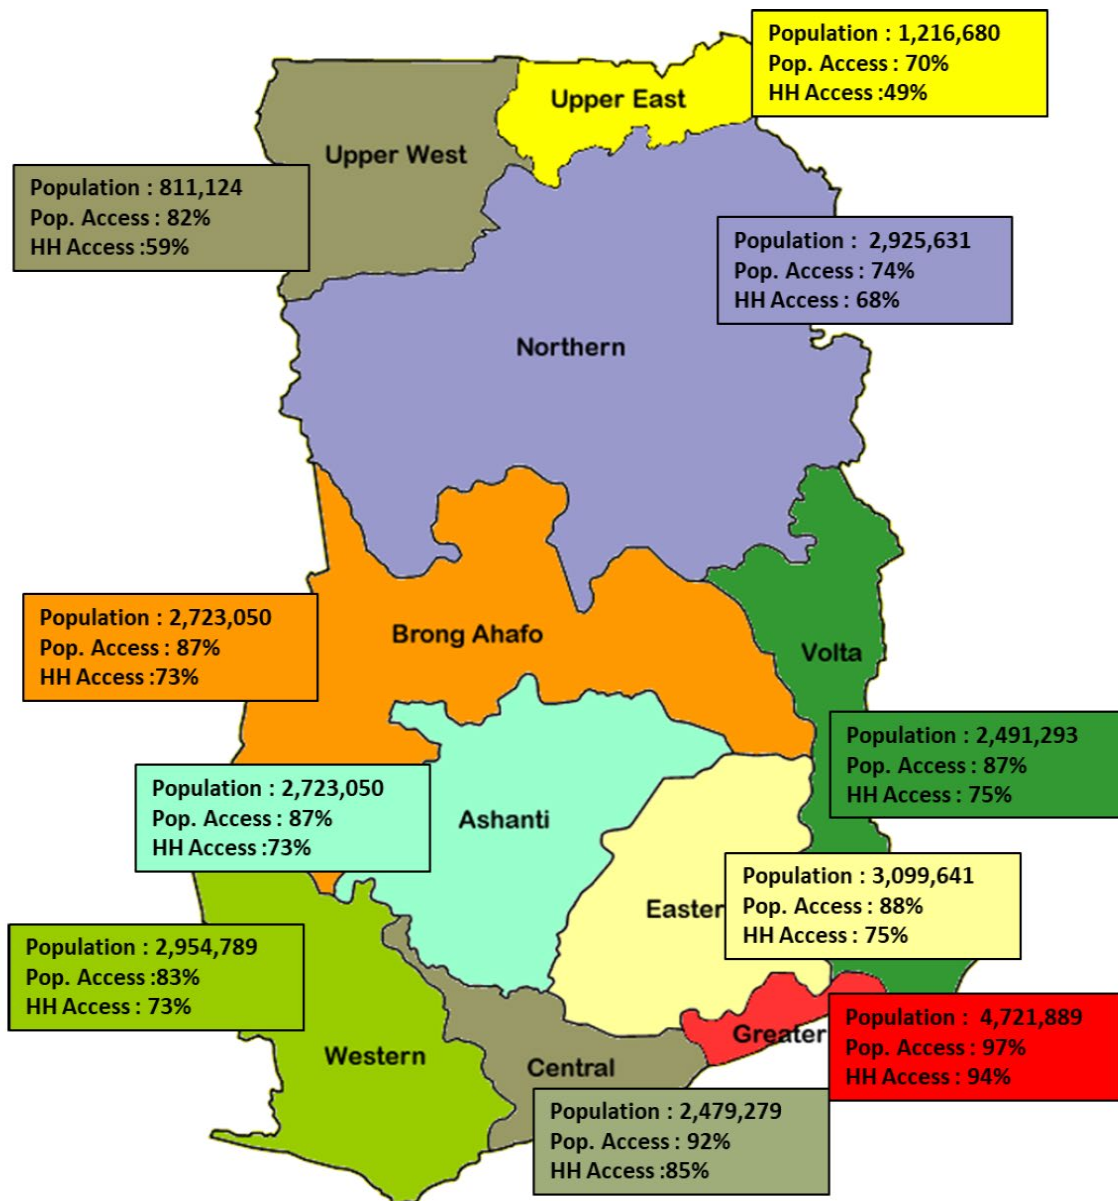 Population : 1,216,680
Pop. Access : 70%
HH Access :49%
Upper East
Upper West
Population : 811,124
Pop. Access : 82%
HH Access :59%
Population :  2,925,631
Pop. Access : 74%
HH Access : 68%
Northern
Population : 2,723,050
Pop. Access : 87%
HH Access :73%
Brong Ahafo
Volta
Population : 2,491,293
Pop. Access : 87%
HH Access : 75%
Population : 2,723,050
Pop. Access : 87%
HH Access :73%
Ashanti
Easter
Population : 3,099,641
Pop. Access : 88%
HH Access : 75%
Population : 2,954,789
Pop. Access :83%
HH Access : 73%
Western
Central
Greater
Population :  4,721,889
Pop. Access : 97%
HH Access : 94%
Population : 2,479,279
Pop. Access : 92%
HH Access :85%